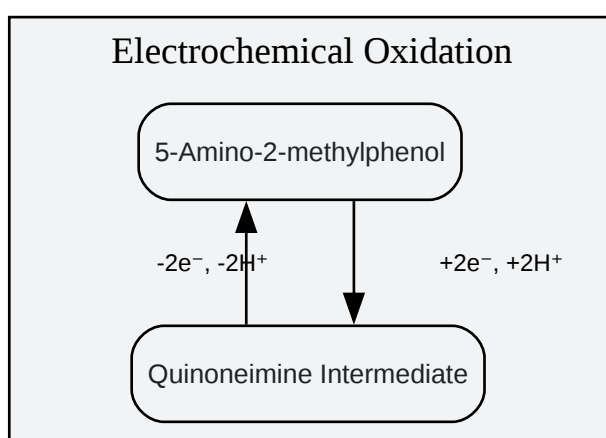 Electrochemical Oxidation
5-Amino-2-methylphenol
-2e⁻, -2H⁺
+2e⁻, +2H⁺
Quinoneimine Intermediate